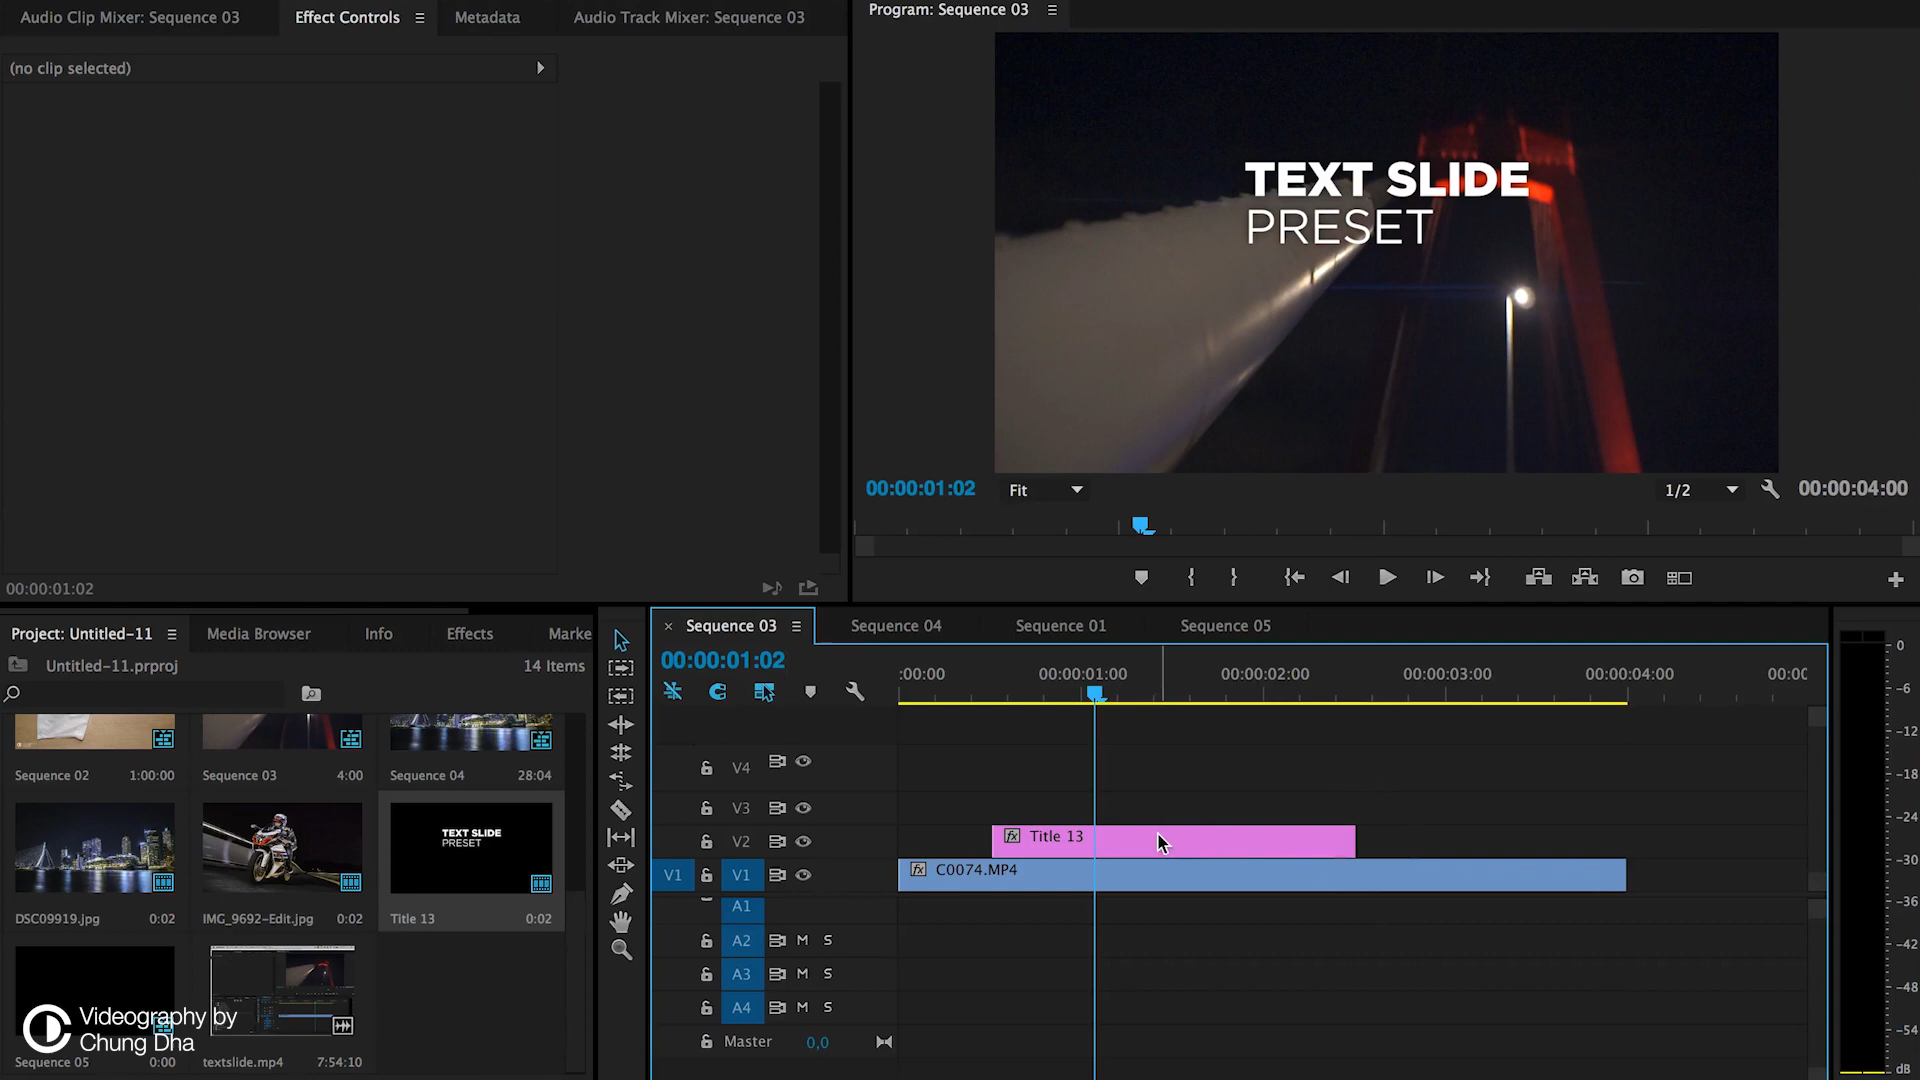 Audio Clip Mixer: Sequence 03
Effect Controls
Metadata
Audio Track Mixer: Sequence 03
(no clip selected)
00:00:01:02
Program: Sequence 03
TEXT SLIDE
PRESET
00:00:01:02
Fit
1/2
00:00:04:00
Project: Untitled-11
Media Browser
Info
Effects
Marke
Untitled-11.prproj
14 Items
Sequence 02
1:00:00
Sequence 03
4:00
Sequence 04
28:04
TEXT SLIDE
PRESET
DSC09919.jpg
0:02
IMG_9692-Edit.jpg
0:02
Title 13
0:02
Videography by
Chung Dha
Sequence 05
0:00
textslide.mp4
7:54:10
× Sequence 03
Sequence 04
Sequence 01
Sequence 05
00:00:01:02
:00:00
00:00:01:00
00:00:02:00
00:00:03:00
00:00:04:00
00:00
V4
V3
V2
fx Title 13
V1
V1
fx C0074.MP4
A1
A2 M S
A3 M S
A4 M S
Master 0,0
0
-6
-12
-18
-24
-30
-36
-42
-48
-54
dB